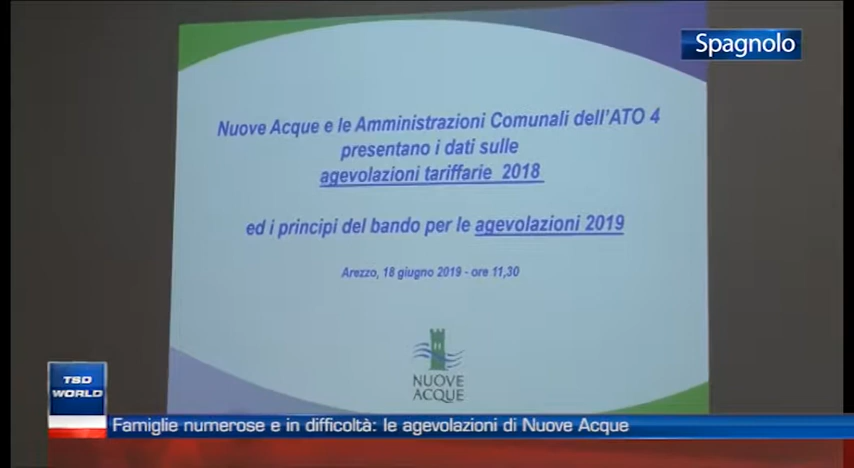 Spagnolo
Nuove Acque e le Amministrazioni Comunali dell'ATO 4
presentano i dati sulle
agevolazioni tariffarie 2018
ed i principi del bando per le agevolazioni 2019
Arezzo, 18 giugno 2019 - ore 11,30
NUOVE
ACQUE
TSD
WORLD
Famiglie numerose e in difficoltà: le agevolazioni di Nuove Acque